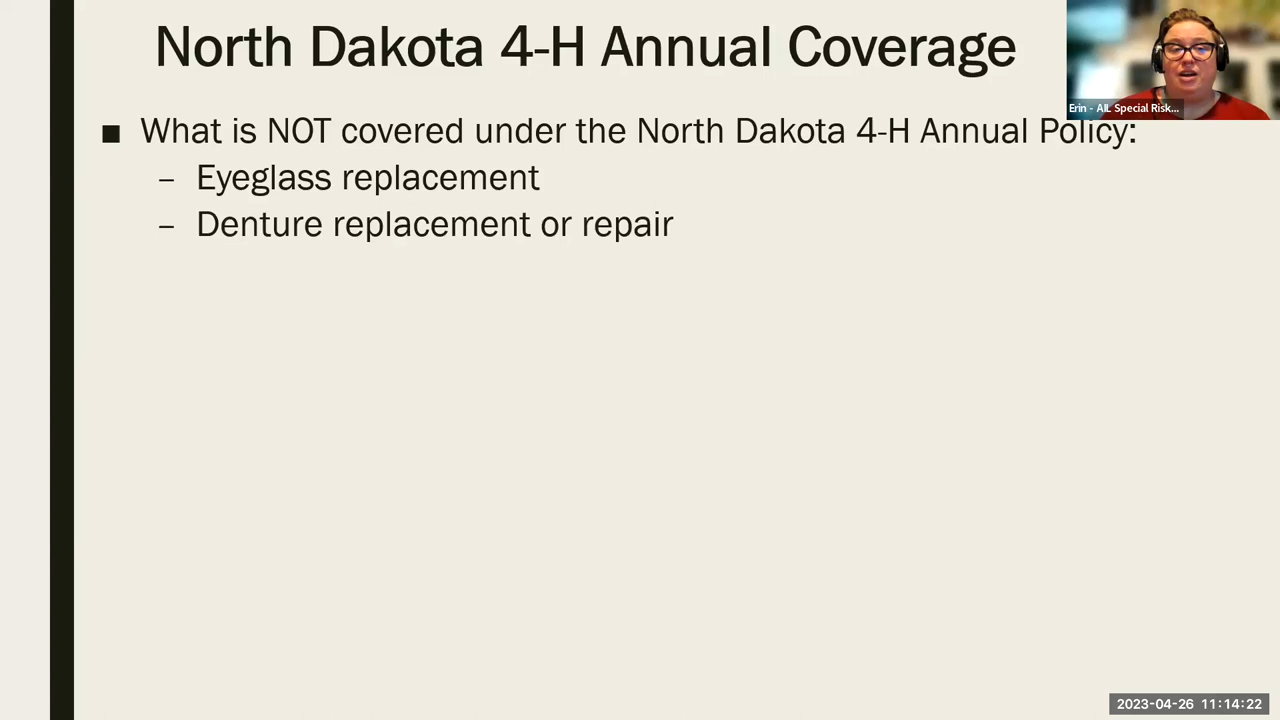 North Dakota 4-H Annual Coverage
Erin - AIL Special Risk...
■ What is NOT covered under the North Dakota 4-H Annual Policy:
– Eyeglass replacement
– Denture replacement or repair
2023-04-26 11:14:22